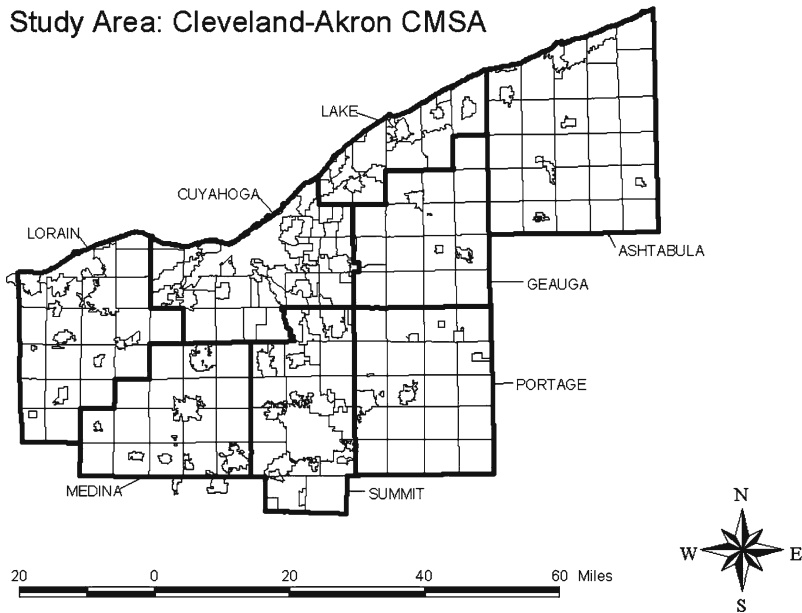 Study Area: Cleveland-Akron CMSA
LAKE
CUYAHOGA
LORAIN
ASHTABULA
GEAUGA
PORTAGE
MEDINA
SUMMIT
N
W E
S
20 0 20 40 60 Miles